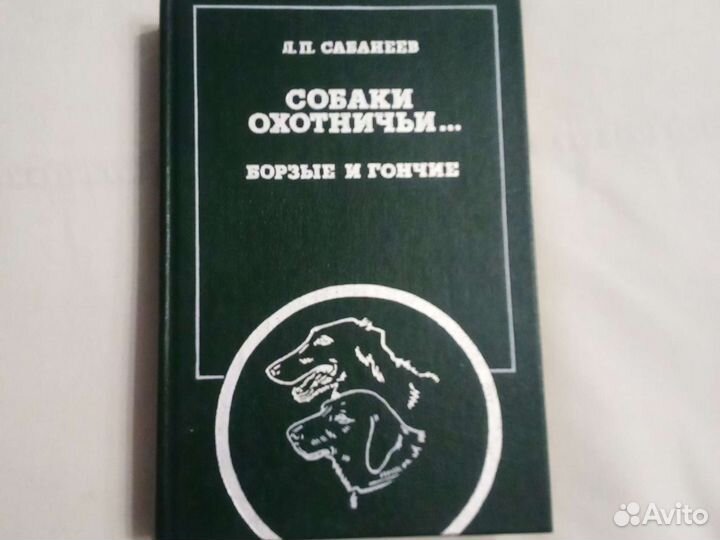 Л.П. САБАНЕЕВ
СОБАКИ
ОХОТНИЧЬИ...
БОРЗЫЕ И ГОНЧИЕ
Avito